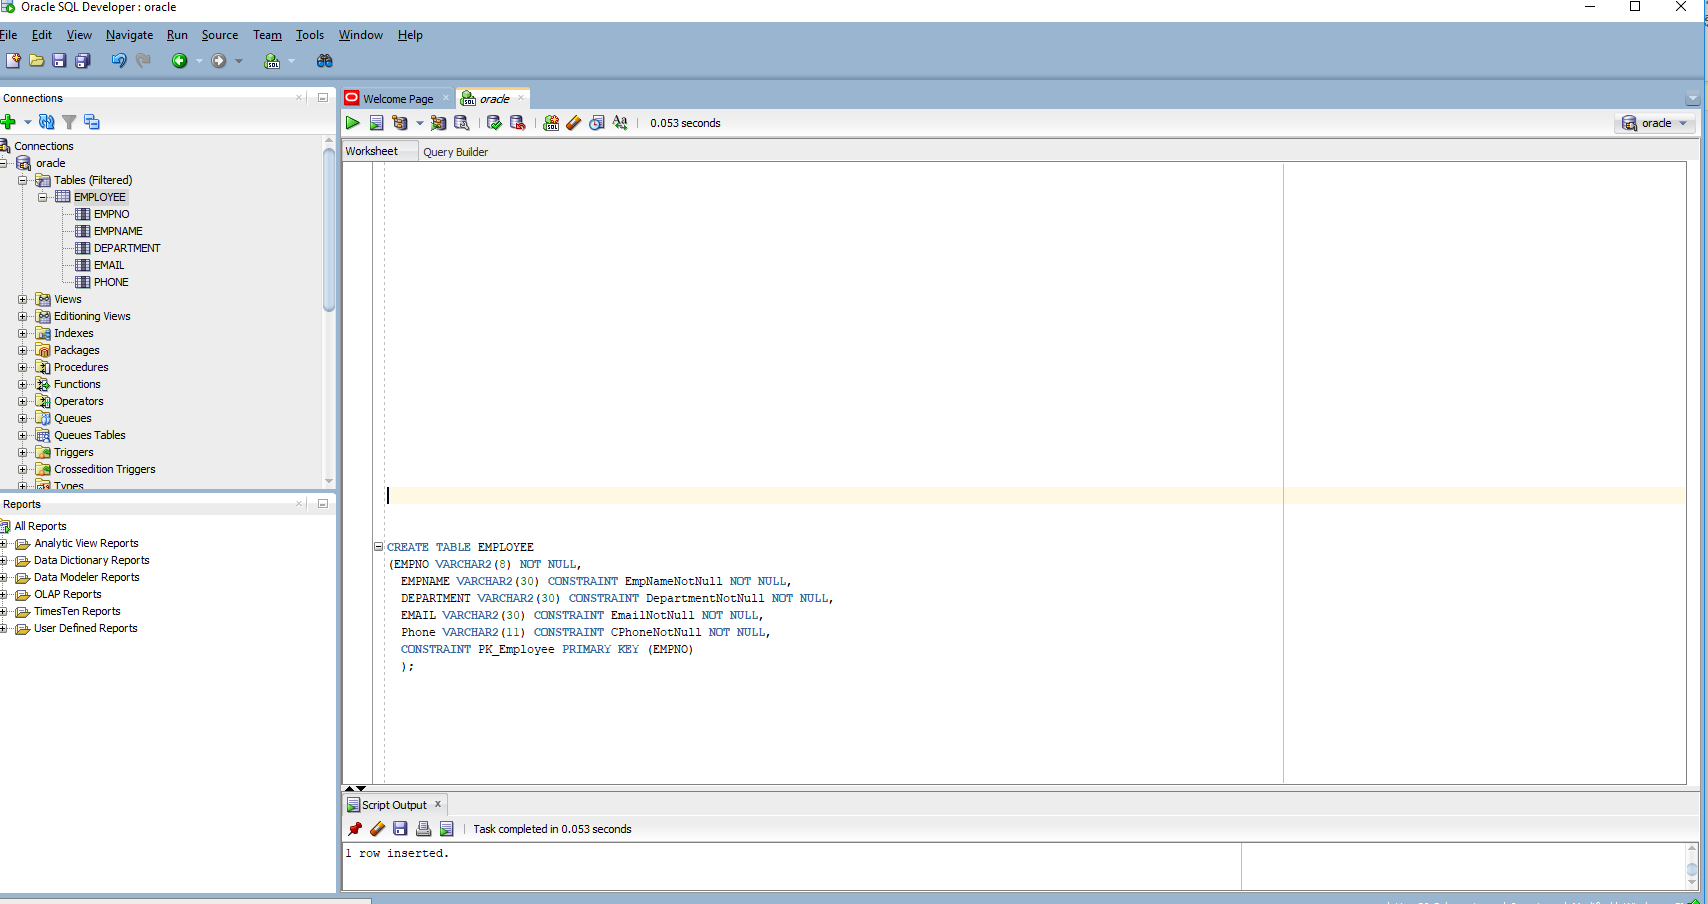 Oracle SQL Developer : oracle
File Edit View Navigate Run Source Team Tools Window Help
Connections
Connections
oracle
Tables (Filtered)
EMPLOYEE
EMPNO
EMPNAME
DEPARTMENT
EMAIL
PHONE
Views
Editioning Views
Indexes
Packages
Procedures
Functions
Operators
Queues
Queues Tables
Triggers
Crossedition Triggers
Types
Reports
All Reports
Analytic View Reports
Data Dictionary Reports
Data Modeler Reports
OLAP Reports
TimesTen Reports
User Defined Reports
Welcome Page oracle
SQL Aa 0.053 seconds oracle
Worksheet Query Builder
CREATE TABLE EMPLOYEE
(EMPNO VARCHAR2(8) NOT NULL,
EMPNAME VARCHAR2(30) CONSTRAINT EmpNameNotNull NOT NULL,
DEPARTMENT VARCHAR2(30) CONSTRAINT DepartmentNotNull NOT NULL,
EMAIL VARCHAR2(30) CONSTRAINT EmailNotNull NOT NULL,
Phone VARCHAR2(11) CONSTRAINT CPhoneNotNull NOT NULL,
CONSTRAINT PK_Employee PRIMARY KEY (EMPNO)
);
Script Output x
Task completed in 0.053 seconds
1 row inserted.